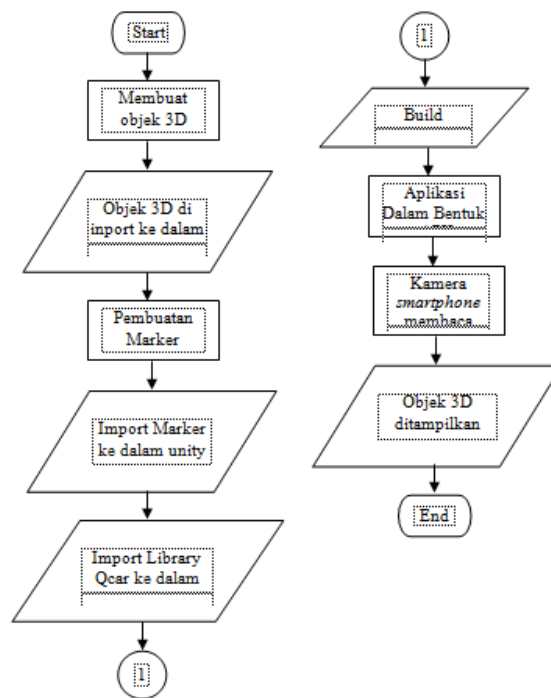 Start
Membuat
objek 3D
Objek 3D di
inport ke dalam
Pembuatan
Marker
Import Marker
ke dalam unity
Import Library
Qcar ke dalam
1
1
Build
Aplikasi
Dalam Bentuk
Kamera
smartphone
membaca
Objek 3D
ditampilkan
End